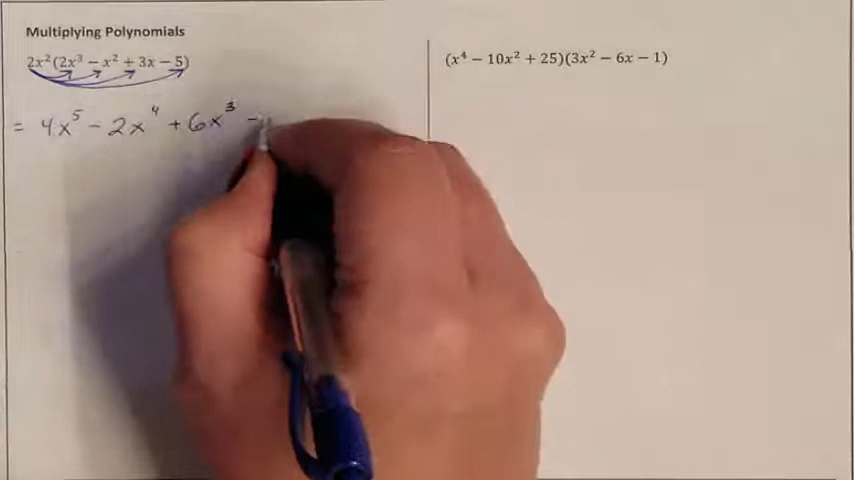 Multiplying Polynomials
2x²(2x³ − x² + 3x − 5)
= 4x⁵ − 2x⁴ + 6x³ −
(x⁴ − 10x² + 25)(3x² − 6x − 1)